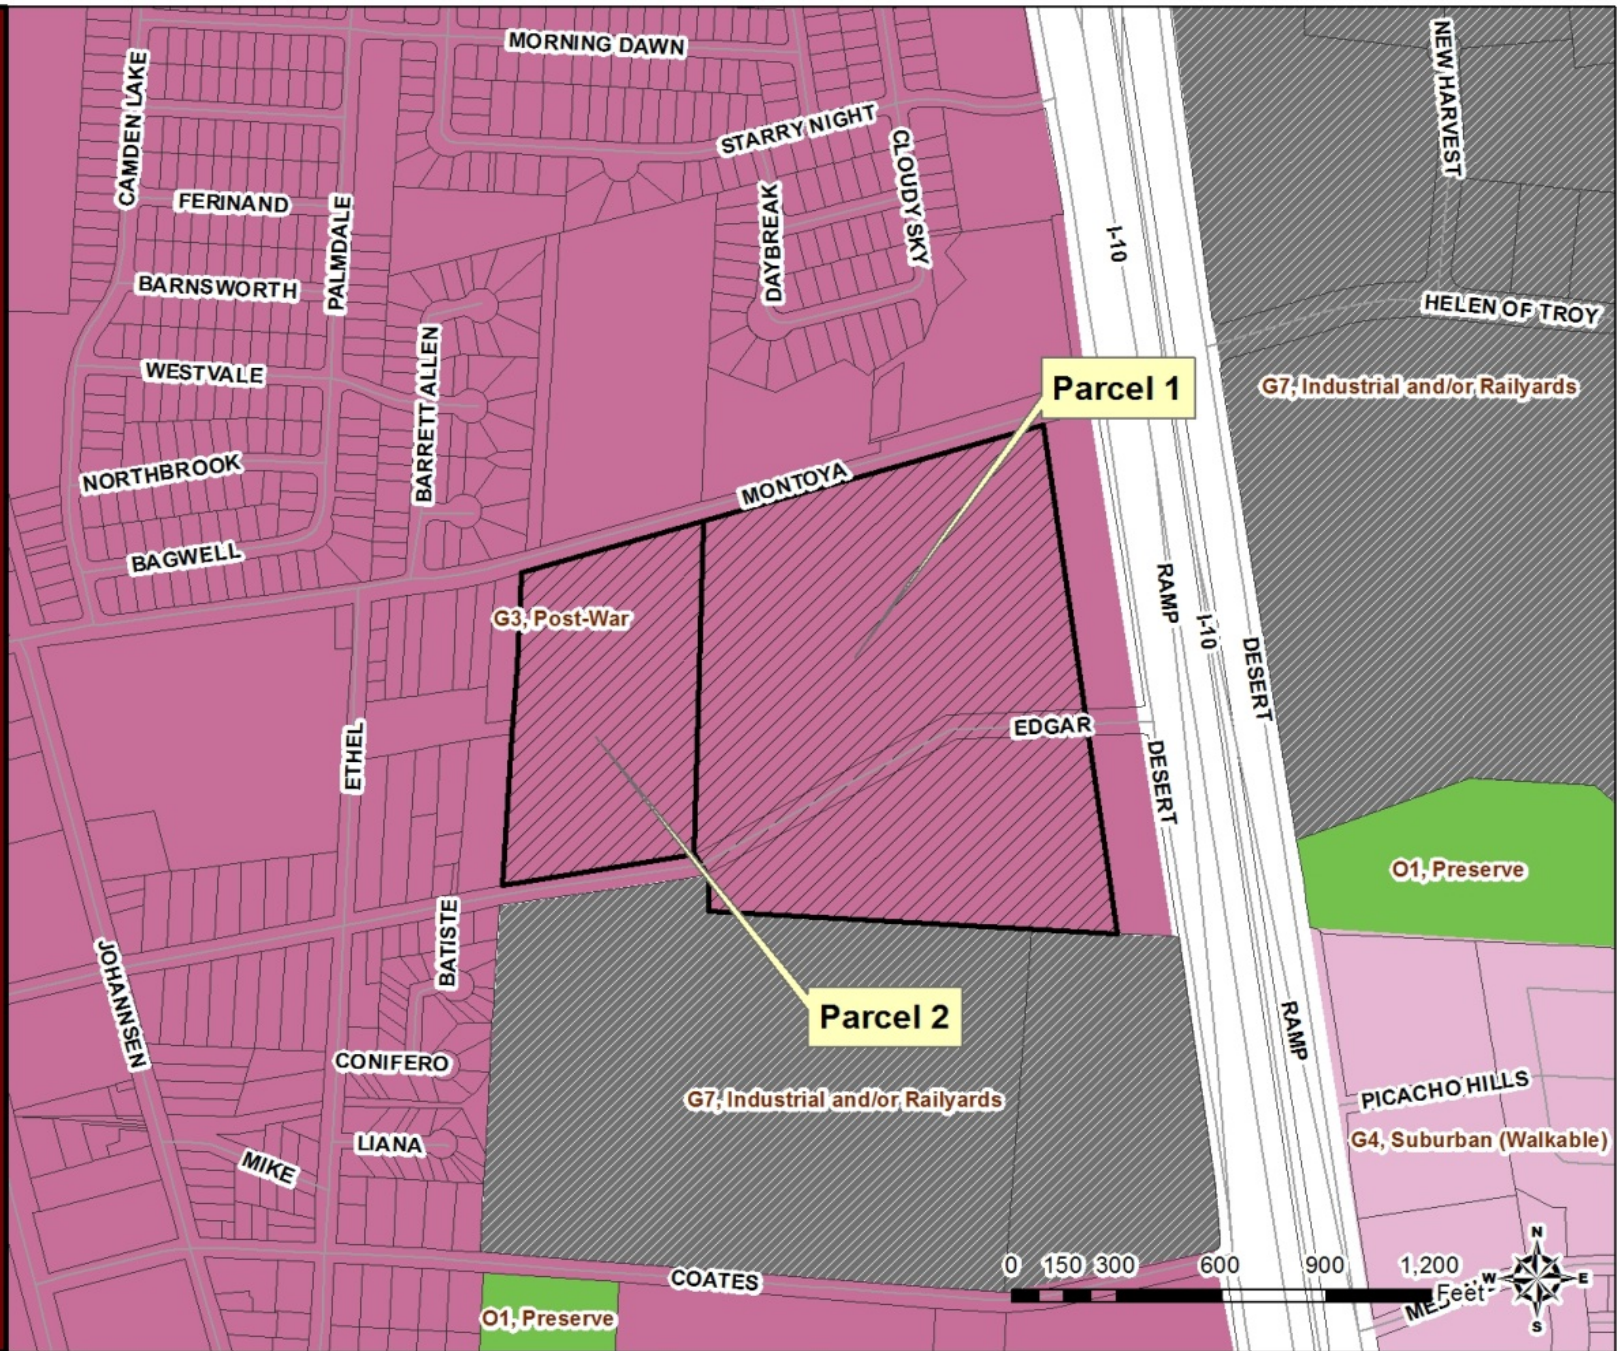 MORNING DAWN
NEW HARVEST
CAMDEN LAKE
STARRY NIGHT
CLOUDY SKY
FERINAND
PALMDALE
DAYBREAK
I-10
BARNSWORTH
HELEN OF TROY
WESTVALE
BARRETT ALLEN
Parcel 1
G7, Industrial and/or Railyards
NORTHBROOK
MONTOYA
BAGWELL
RAMP
G3, Post-War
I-10
DESERT
EDGAR
ETHEL
DESERT
O1, Preserve
BATISTE
JOHANNSEN
Parcel 2
RAMP
CONIFERO
G7, Industrial and/or Railyards
PICACHO HILLS
LIANA
G4, Suburban (Walkable)
MIKE
COATES
0 150 300 600 900 1,200
Feet
N
W E
S
O1, Preserve